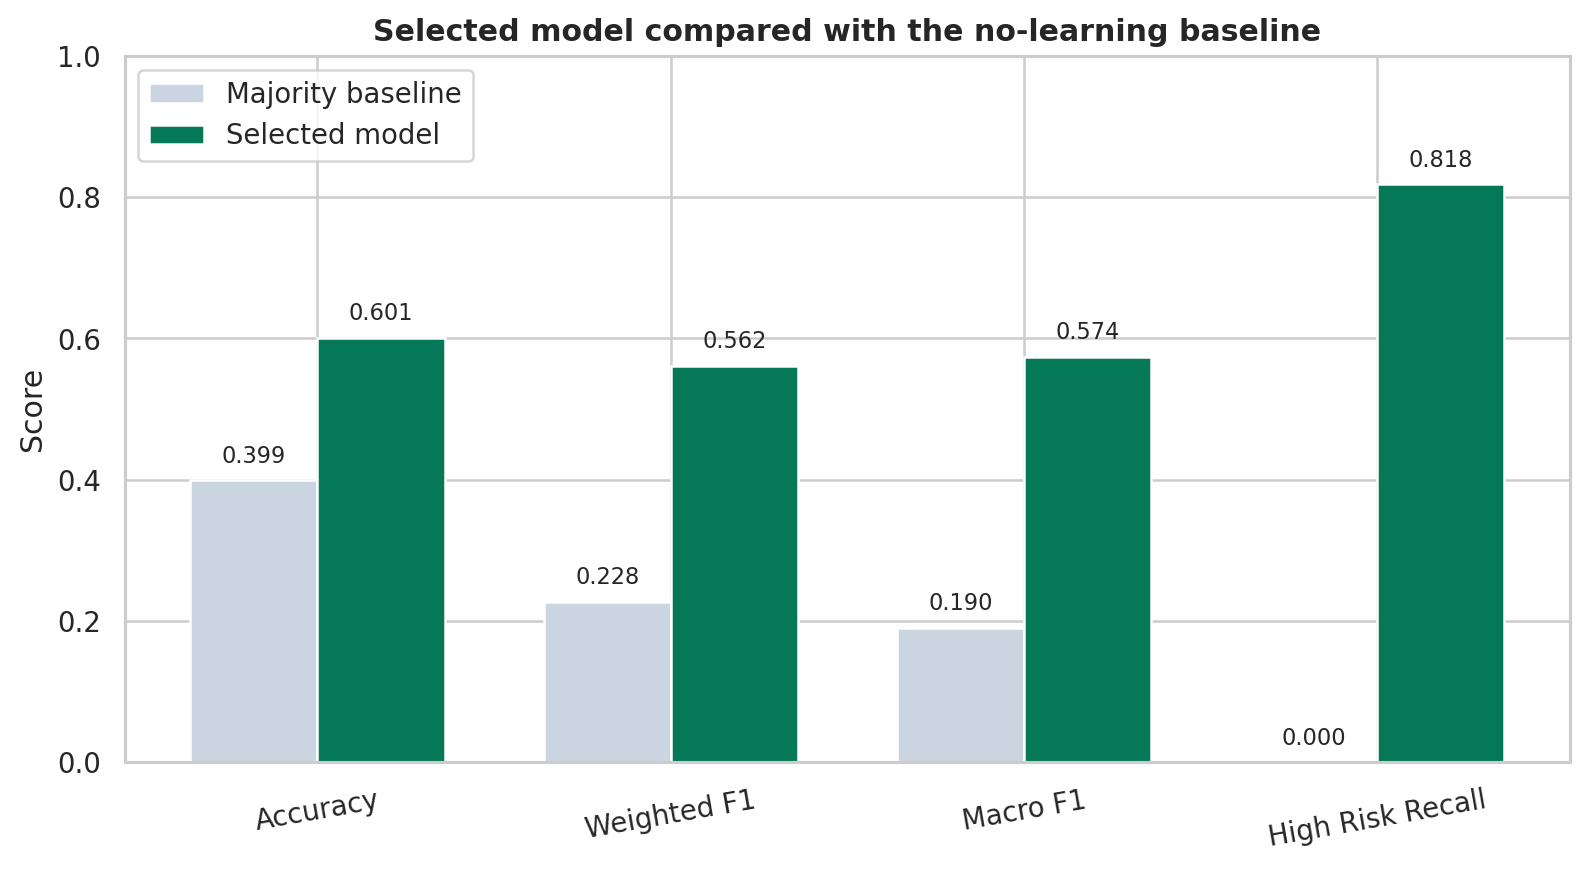 Selected model compared with the no-learning baseline
Majority baseline
Selected model
Score
1.0
0.8
0.6
0.4
0.2
0.0
0.399
0.601
0.228
0.562
0.190
0.574
0.000
0.818
Accuracy
Weighted F1
Macro F1
High Risk Recall